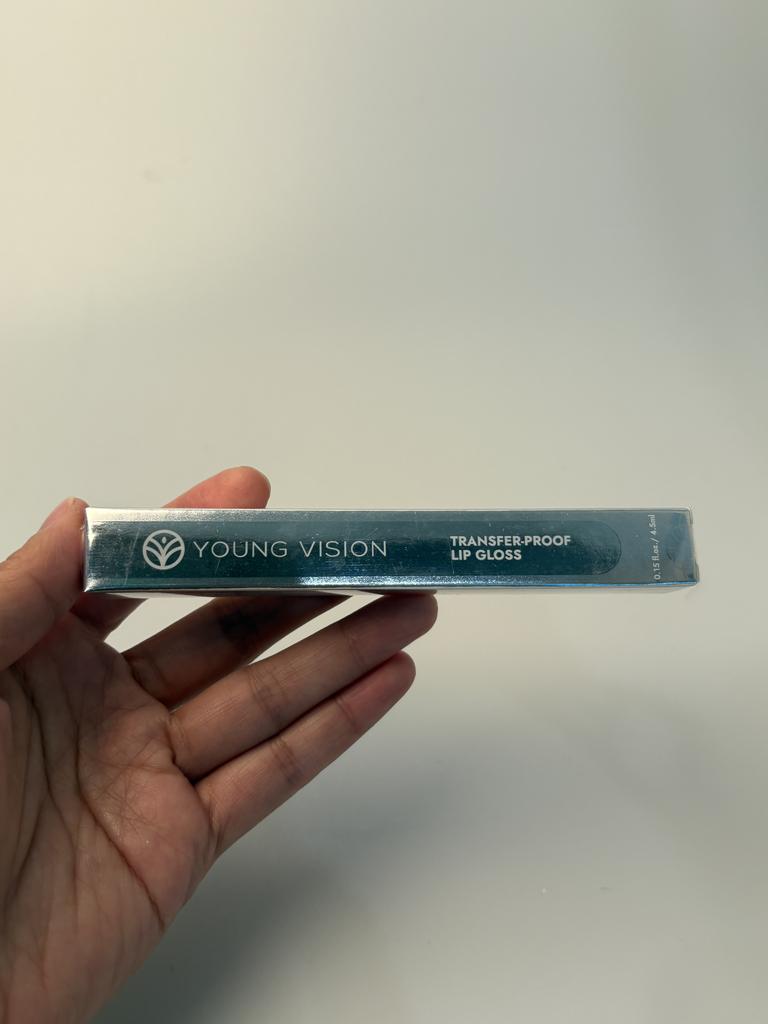 YOUNG VISION
TRANSFER-PROOF
LIP GLOSS
0.15 fl.oz / 4.5ml